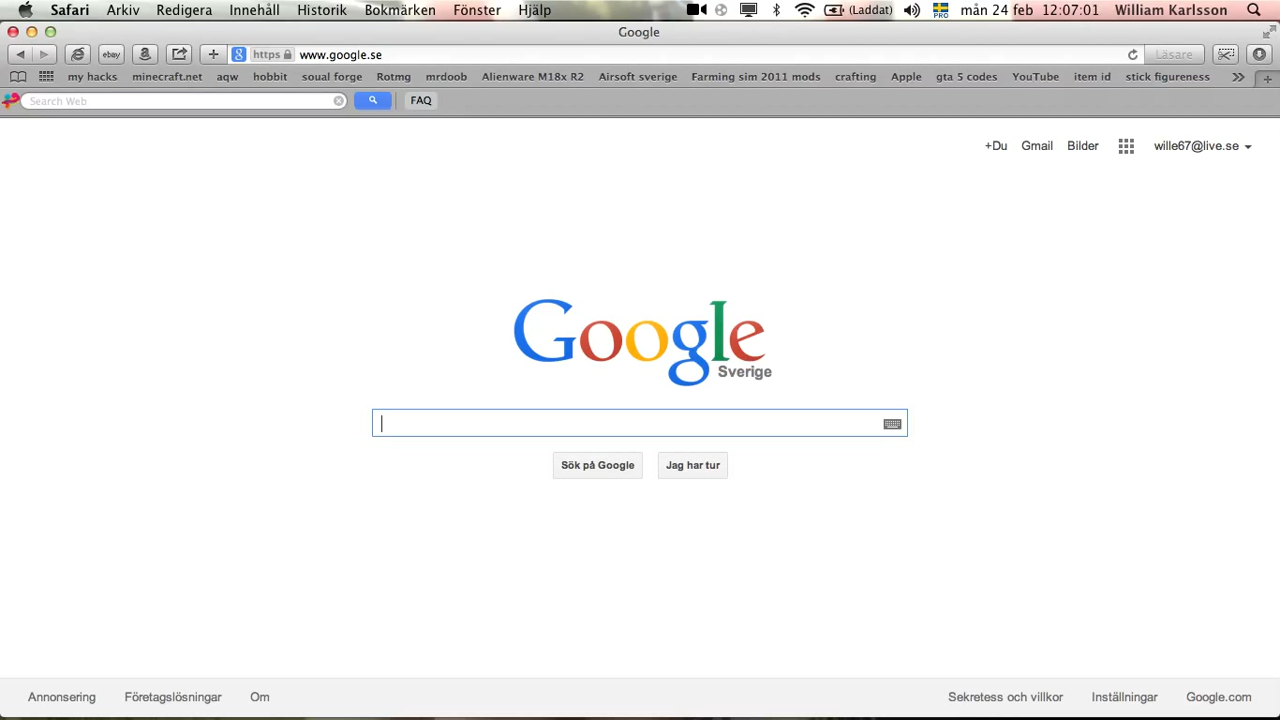 Safari Arkiv Redigera Innehåll Historik Bokmärken Fönster Hjälp (Laddat) PRO mån 24 feb 12:07:01 William Karlsson
Google
ebay a 8 https www.google.se Läsare
my hacks minecraft.net aqw hobbit soual forge Rotmg mrdoob Alienware M18x R2 Airsoft sverige Farming sim 2011 mods crafting Apple gta 5 codes YouTube item id stick figureness
Search Web FAQ
+Du Gmail Bilder wille67@live.se
Google
Sverige
Sök på Google Jag har tur
Annonsering Företagslösningar Om Sekretess och villkor Inställningar Google.com